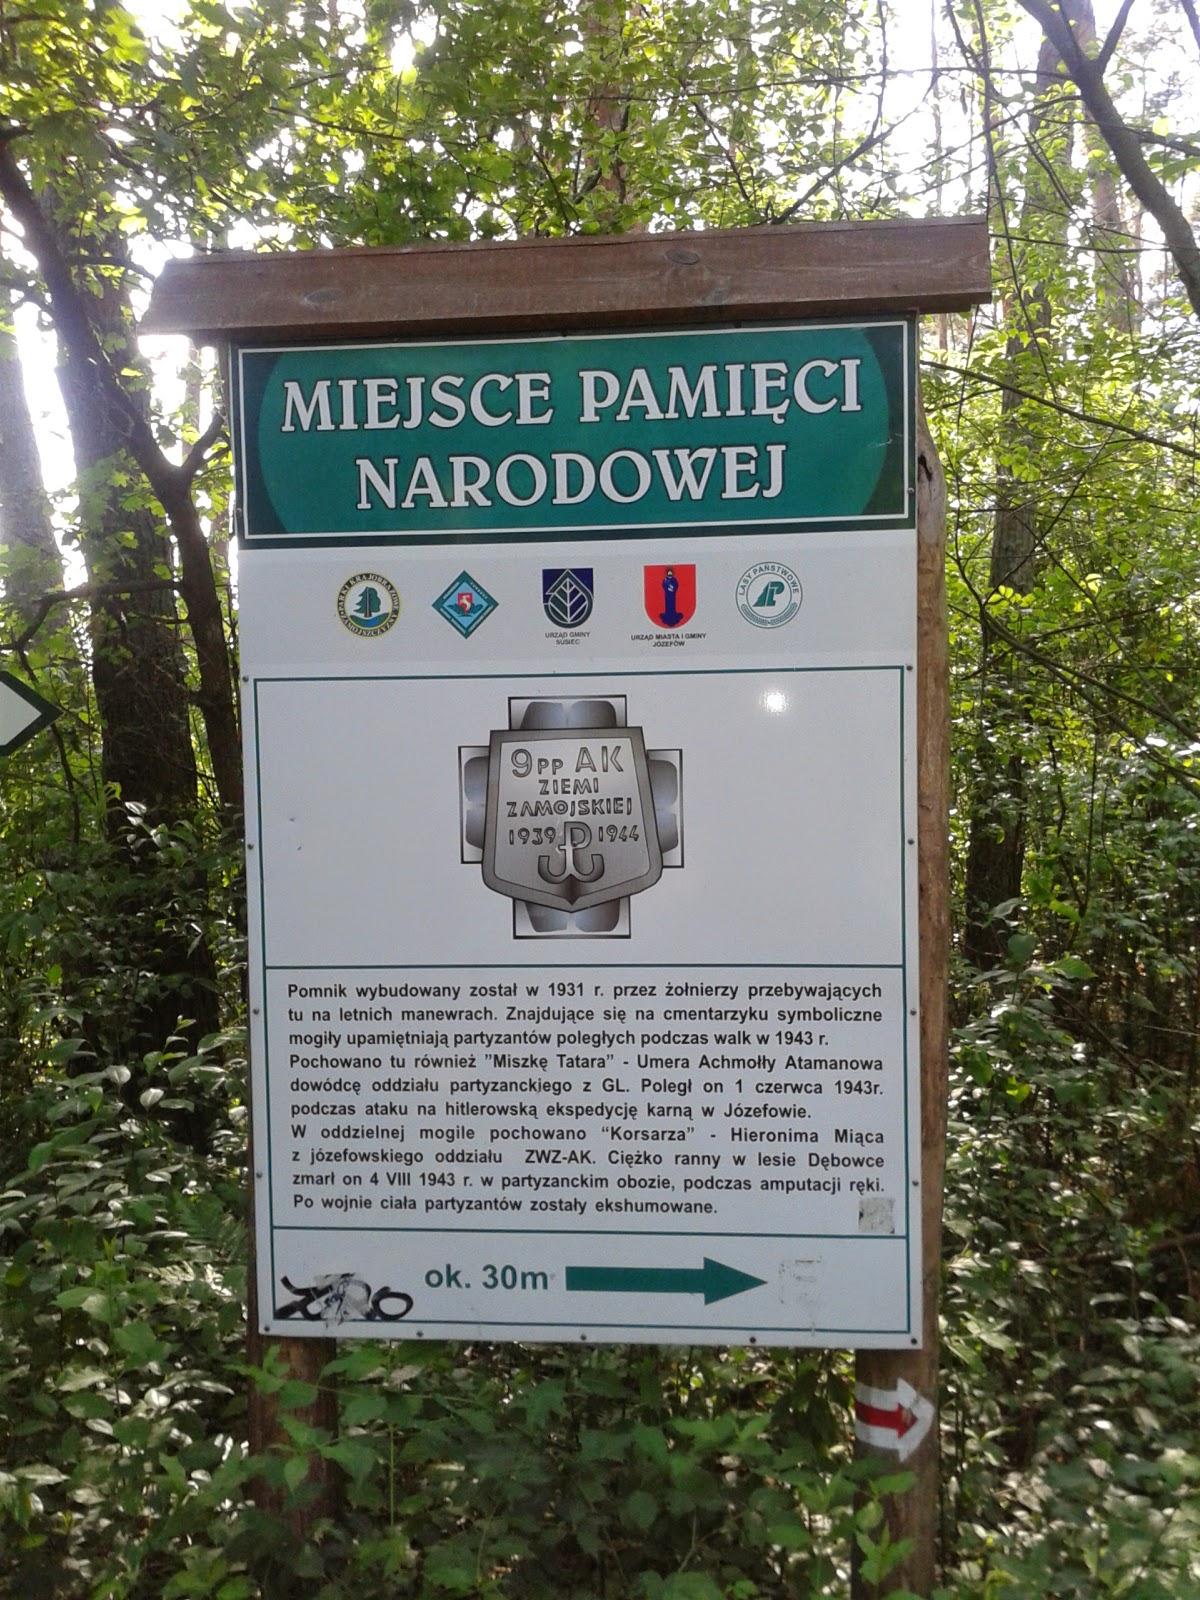 MIEJSCE PAMIĘCI
NARODOWEJ
PARKI KRAJOBRAZOWE
ZAMOJSZCZYZNY
URZĄD GMINY
SUSIEC
URZĄD MIASTA I GMINY
JÓZEFÓW
LASY PAŃSTWOWE
9PP AK
ZIEMI
ZAMOJSKIEJ
1939 1944
Pomnik wybudowany został w 1931 r. przez żołnierzy przebywających
tu na letnich manewrach. Znajdujące się na cmentarzyku symboliczne
mogiły upamiętniają partyzantów poległych podczas walk w 1943 r.
Pochowano tu również "Miszkę Tatara" - Umera Achmołły Atamanowa
dowódcę oddziału partyzanckiego z GL. Poległ on 1 czerwca 1943r.
podczas ataku na hitlerowską ekspedycję karną w Józefowie.
W oddzielnej mogile pochowano “Korsarza” - Hieronima Miąca
z józefowskiego oddziału ZWZ-AK. Ciężko ranny w lesie Dębowce
zmarł on 4 VIII 1943 r. w partyzanckim obozie, podczas amputacji ręki.
Po wojnie ciała partyzantów zostały ekshumowane.
ok. 30m